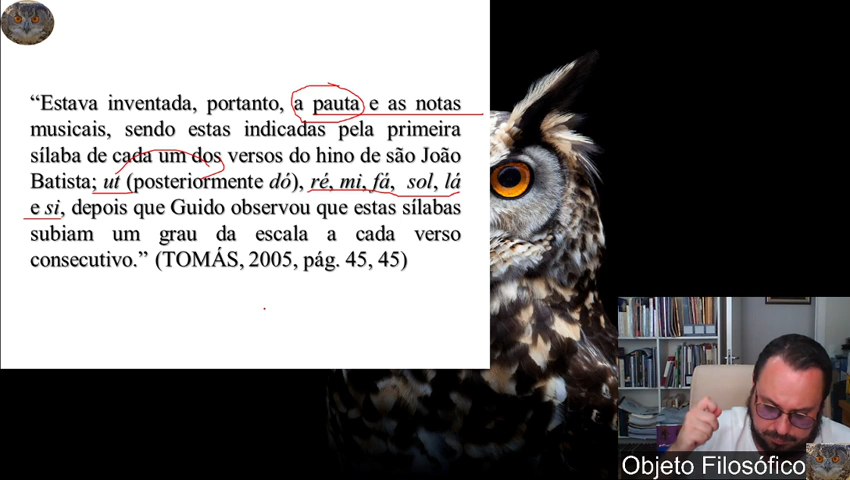 “Estava inventada, portanto, a pauta e as notas
musicais, sendo estas indicadas pela primeira
sílaba de cada um dos versos do hino de são João
Batista; ut (posteriormente dó), ré, mi, fá, sol, lá
e si, depois que Guido observou que estas sílabas
subiam um grau da escala a cada verso
consecutivo.” (TOMÁS, 2005, pág. 45, 45)
Objeto Filosófico